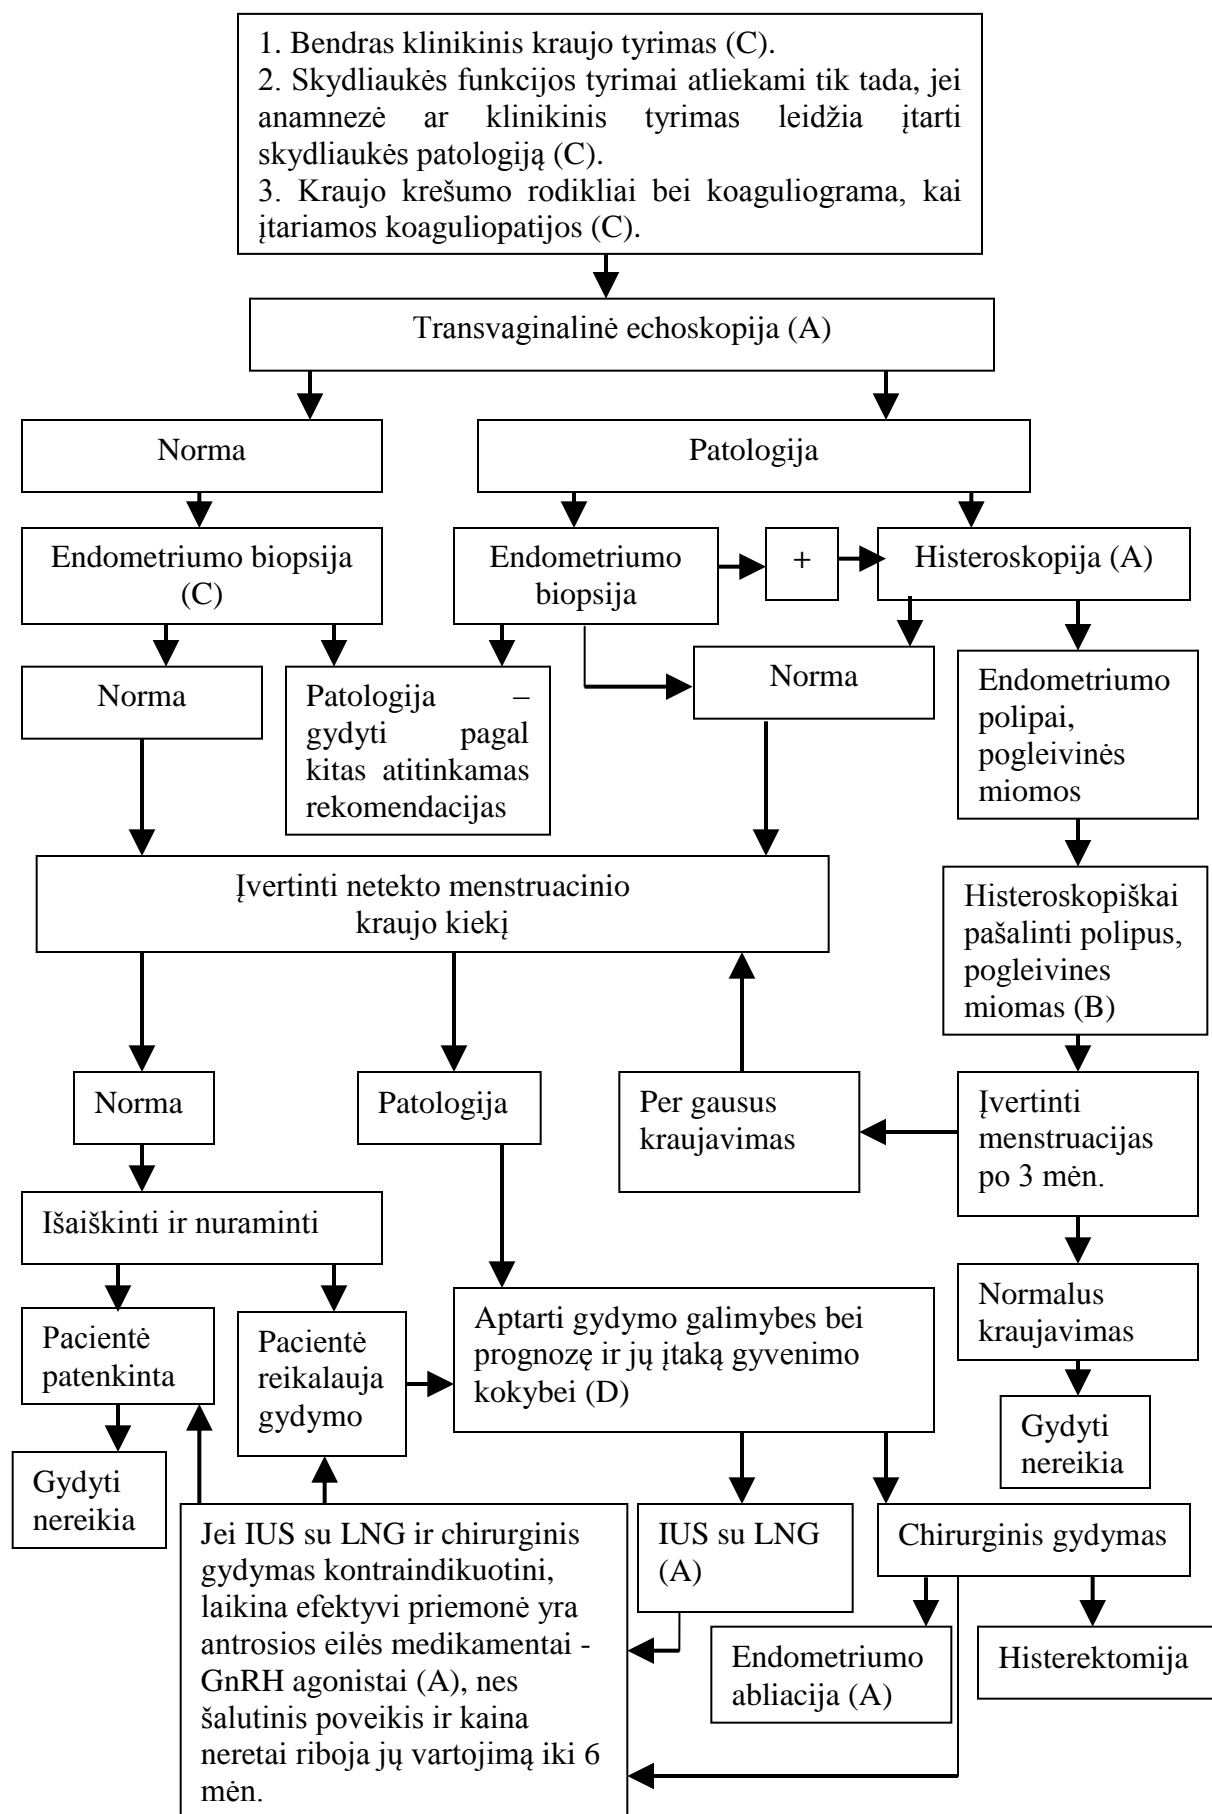 1. Bendras klinikinis kraujo tyrimas (C).
2. Skydliaukės funkcijos tyrimai atliekami tik tada, jei
anamnezė ar klinikinis tyrimas leidžia įtarti
skydliaukės patologiją (C).
3. Kraujo krešumo rodikliai bei koaguliograma, kai
įtariamos koaguliopatijos (C).
Transvaginalinė echoskopija (A)
Norma
Patologija
Endometriumo biopsija
(C)
Endometriumo
biopsija
+
Histeroskopija (A)
Norma
Patologija –
gydyti pagal
kitas atitinkamas
rekomendacijas
Norma
Endometriumo
polipai,
pogleivinės
miomos
Įvertinti netekto menstruacinio
kraujo kiekį
Histeroskopiškai
pašalinti polipus,
pogleivines
miomas (B)
Norma
Patologija
Per gausus
kraujavimas
Įvertinti
menstruacijas
po 3 mėn.
Išaiškinti ir nuraminti
Normalus
kraujavimas
Pacientė
patenkinta
Pacientė
reikalauja
gydymo
Aptarti gydymo galimybes bei
prognozę ir jų įtaką gyvenimo
kokybei (D)
Gydyti
nereikia
Gydyti
nereikia
Jei IUS su LNG ir chirurginis
gydymas kontraindikuotini,
laikina efektyvi priemonė yra
antrosios eilės medikamentai -
GnRH agonistai (A), nes
šalutinis poveikis ir kaina
neretai riboja jų vartojimą iki 6
mėn.
IUS su LNG
(A)
Chirurginis gydymas
Endometriumo
abliacija (A)
Histerektomija